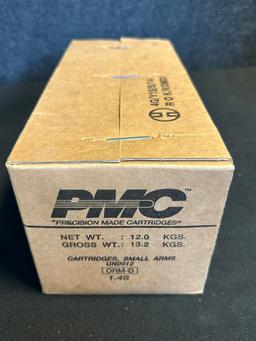 PMC™
"PRECISION MADE CARTRIDGES"
NET WT. : 12.0 KGS.
GROSS WT.: 13.2 KGS.
CARTRIDGES, SMALL ARMS
UN0012
ORM-D
1.4S